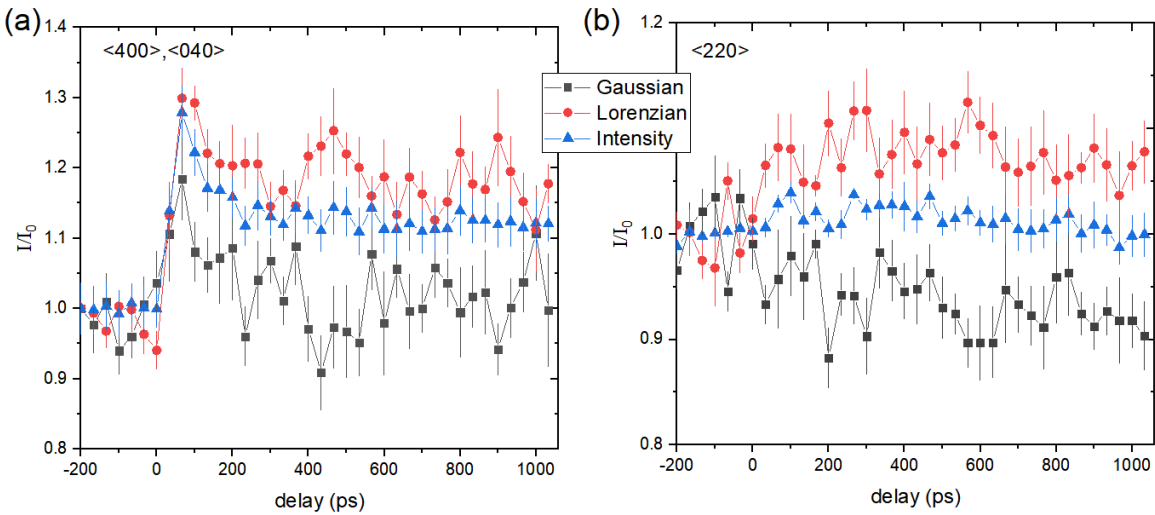 (a)
<400>,<040>
1.4
1.3
1.2
1.1
1.0
0.9
0.8
I/I0
-200 0 200 400 600 800 1000
delay (ps)
Gaussian
Lorenzian
Intensity
(b)
<220>
1.2
1.0
0.9
0.8
I/I0
-200 0 200 400 600 800 1000
delay (ps)